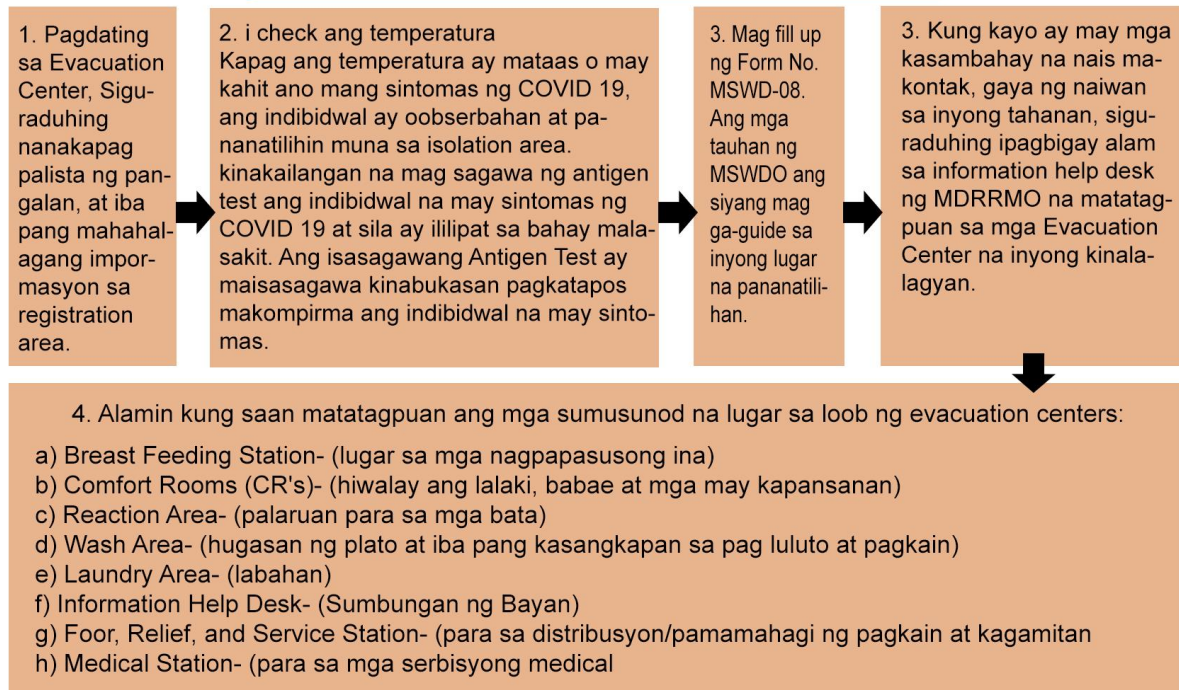 1. Pagdating
sa Evacuation
Center, Sigu-
raduhing
nanakapag
palista ng pan-
galan, at iba
pang mahahal-
agang impor-
masyon sa
registration
area.
2. i check ang temperatura
Kapag ang temperatura ay mataas o may
kahit ano mang sintomas ng COVID 19,
ang indibidwal ay oobserbahan at pa-
nanatilihin muna sa isolation area.
kinakailangan na mag sagawa ng antigen
test ang indibidwal na may sintomas ng
COVID 19 at sila ay ililipat sa bahay mala-
sakit. Ang isasagawang Antigen Test ay
maisasagawa kinabukasan pagkatapos
makompirma ang indibidwal na may sinto-
mas.
3. Mag fill up
ng Form No.
MSWD-08.
Ang mga
tauhan ng
MSWDO ang
siyang mag
ga-guide sa
inyong lugar
na pananatili-
han.
3. Kung kayo ay may mga
kasambahay na nais ma-
kontak, gaya ng naiwan
sa inyong tahanan, sigu-
raduhing ipagbigay alam
sa information help desk
ng MDRRMO na matatag-
puan sa mga Evacuation
Center na inyong kinala-
lagyan.
4. Alamin kung saan matatagpuan ang mga sumusunod na lugar sa loob ng evacuation centers:
a) Breast Feeding Station- (lugar sa mga nagpapasusong ina)
b) Comfort Rooms (CR's)- (hiwalay ang lalaki, babae at mga may kapansanan)
c) Reaction Area- (palaruan para sa mga bata)
d) Wash Area- (hugasan ng plato at iba pang kasangkapan sa pag luluto at pagkain)
e) Laundry Area- (labahan)
f) Information Help Desk- (Sumbungan ng Bayan)
g) Foor, Relief, and Service Station- (para sa distribusyon/pamamahagi ng pagkain at kagamitan
h) Medical Station- (para sa mga serbisyong medical